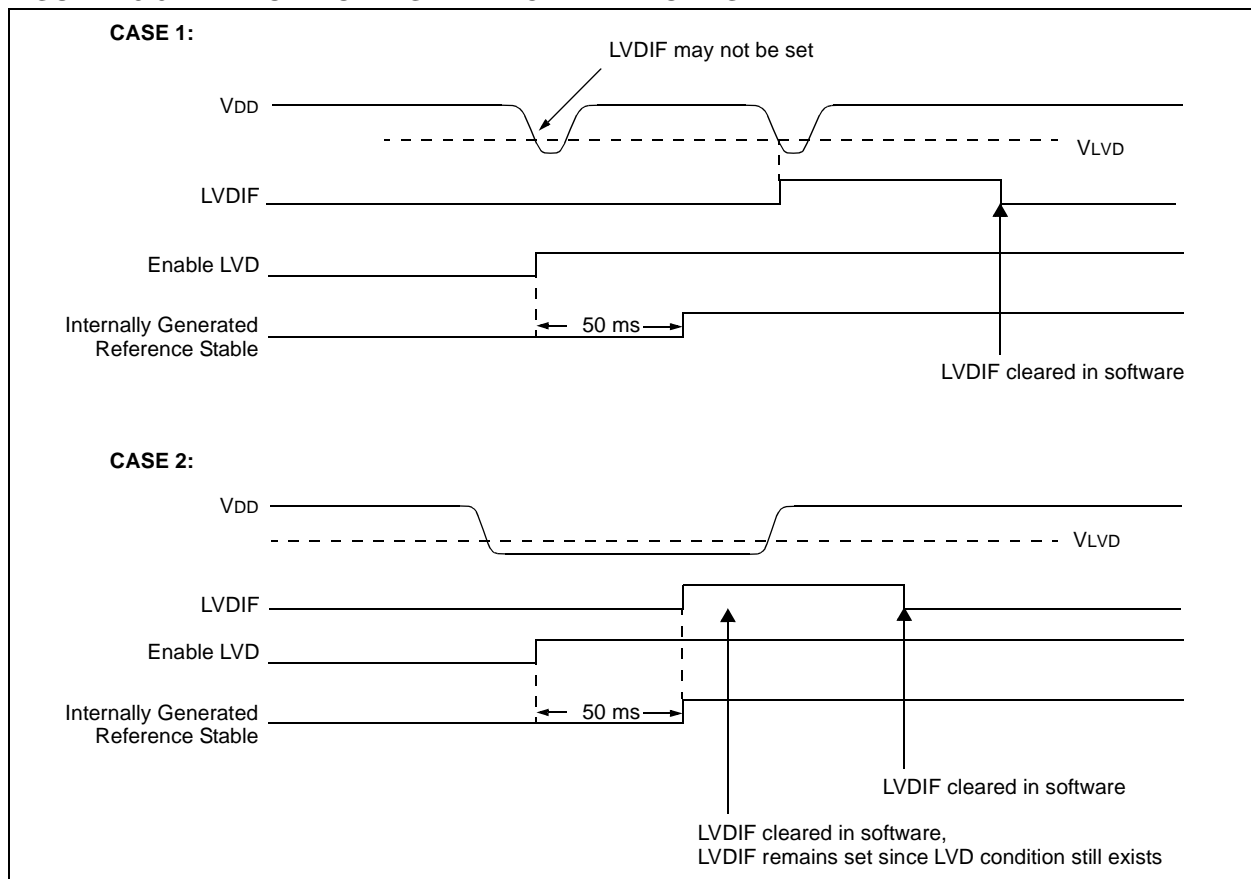 CASE 1:
LVDIF may not be set
VDD
VLVD
LVDIF
Enable LVD
Internally Generated
Reference Stable
50 ms
LVDIF cleared in software
CASE 2:
VDD
VLVD
LVDIF
Enable LVD
Internally Generated
Reference Stable
50 ms
LVDIF cleared in software
LVDIF cleared in software,
LVDIF remains set since LVD condition still exists